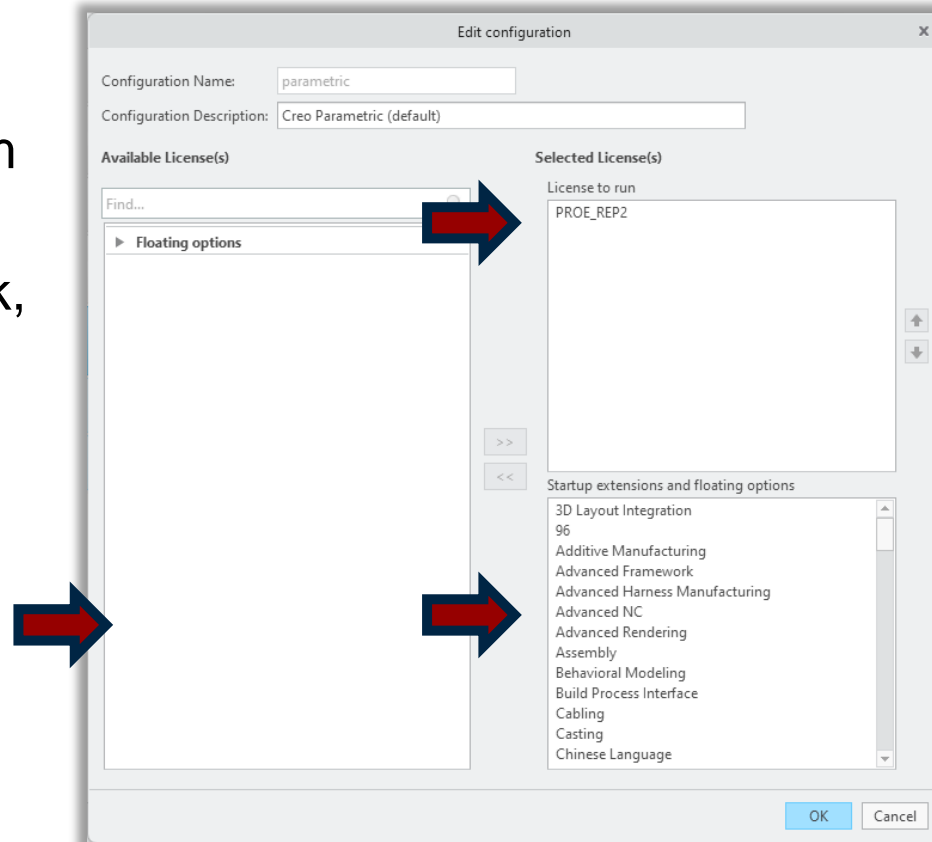 Edit configuration
x
Configuration Name: parametric
Configuration Description: Creo Parametric (default)
Available License(s)
Find...
Floating options
>>
<<
Selected License(s)
License to run
PROE_REP2
Startup extensions and floating options
3D Layout Integration
96
Additive Manufacturing
Advanced Framework
Advanced Harness Manufacturing
Advanced NC
Advanced Rendering
Assembly
Behavioral Modeling
Build Process Interface
Cabling
Casting
Chinese Language
OK Cancel